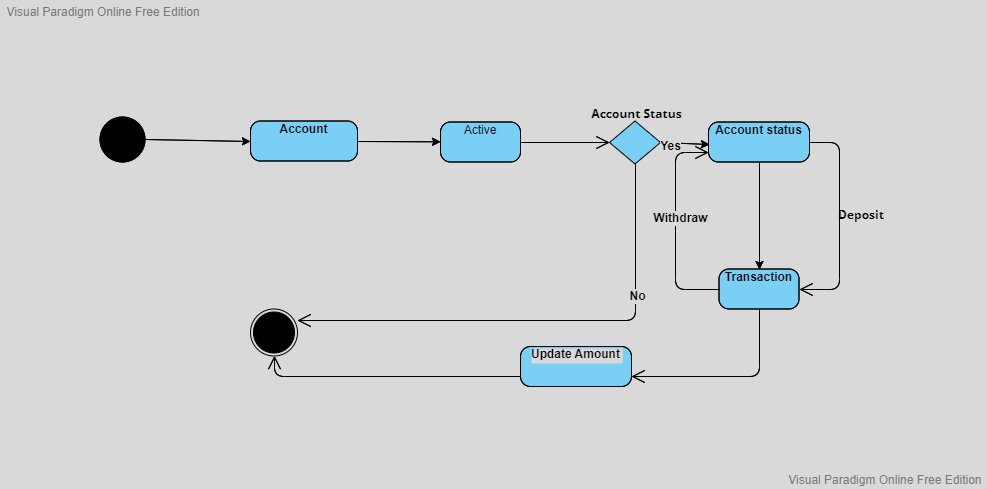 Visual Paradigm Online Free Edition
Account Status
Account
Active
Yes
Account status
Withdraw
Deposit
Transaction
No
Update Amount
Visual Paradigm Online Free Edition